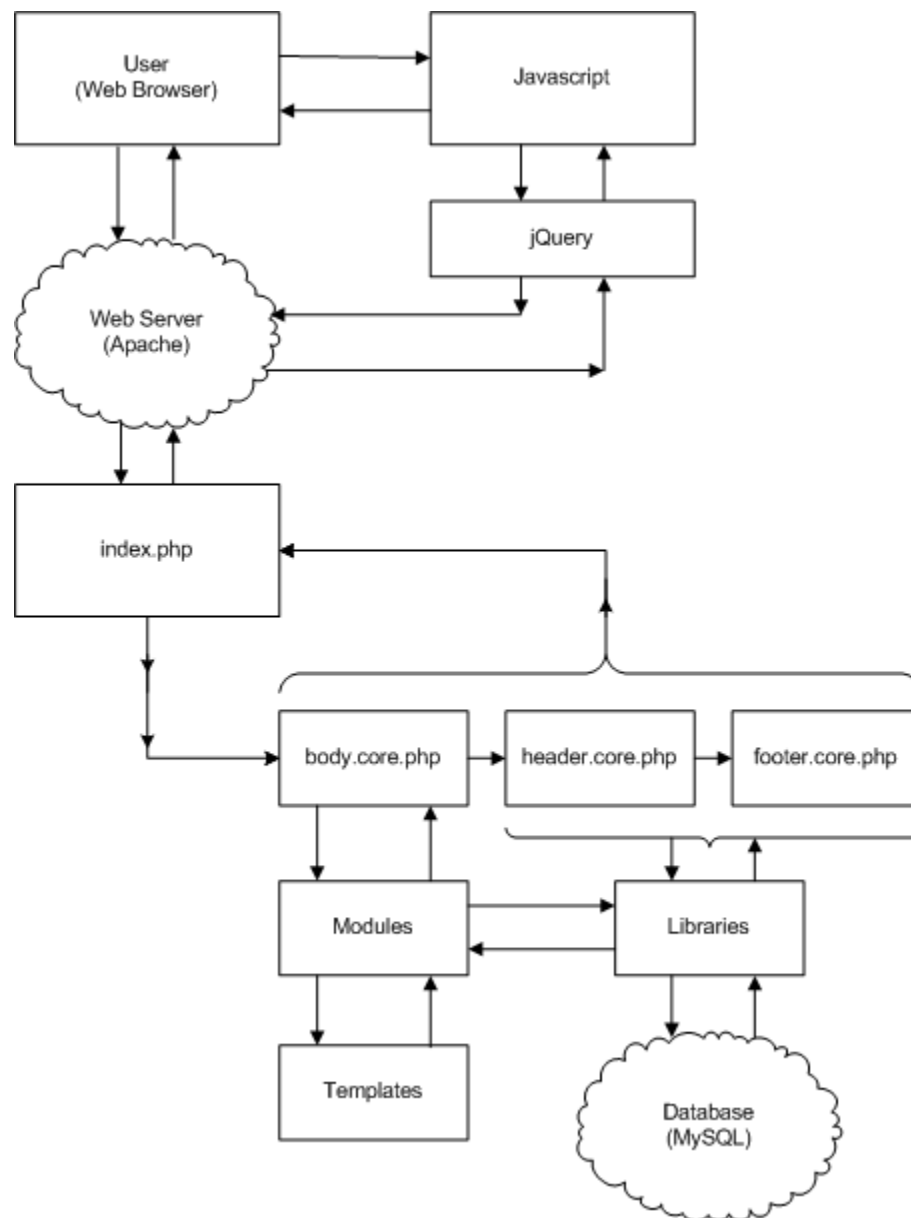 User
(Web Browser)
Javascript
jQuery
Web Server
(Apache)
index.php
body.core.php
header.core.php
footer.core.php
Modules
Libraries
Templates
Database
(MySQL)